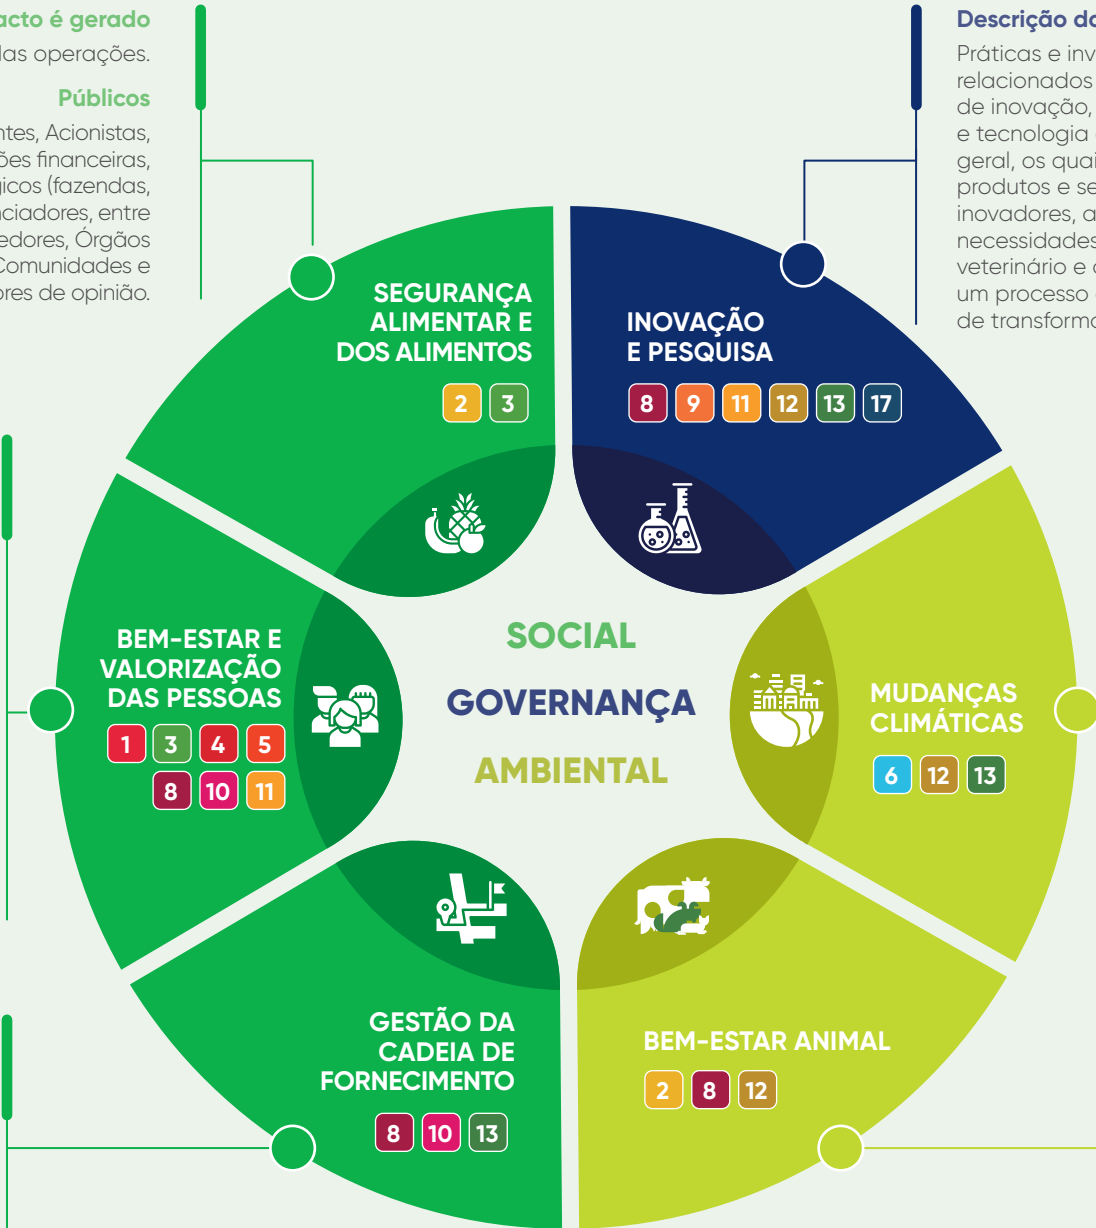 acto é gerado
das operações.
Públicos
ntes, Acionistas,
ões financeiras,
gicos (fazendas,
nciadores, entre
edores, Órgãos
Comunidades e
ores de opinião.
Descrição do
Práticas e inv
relacionados
de inovação,
e tecnologia
geral, os quai
produtos e se
inovadores, a
necessidades
veterinário e
um processo
de transforma
SEGURANÇA
ALIMENTAR E
DOS ALIMENTOS
2 3
INOVAÇÃO
E PESQUISA
8 9 11 12 13 17
BEM-ESTAR E
VALORIZAÇÃO
DAS PESSOAS
1 3 4 5
8 10 11
SOCIAL
GOVERNANÇA
AMBIENTAL
MUDANÇAS
CLIMÁTICAS
6 12 13
GESTÃO DA
CADEIA DE
FORNECIMENTO
8 10 13
BEM-ESTAR ANIMAL
2 8 12